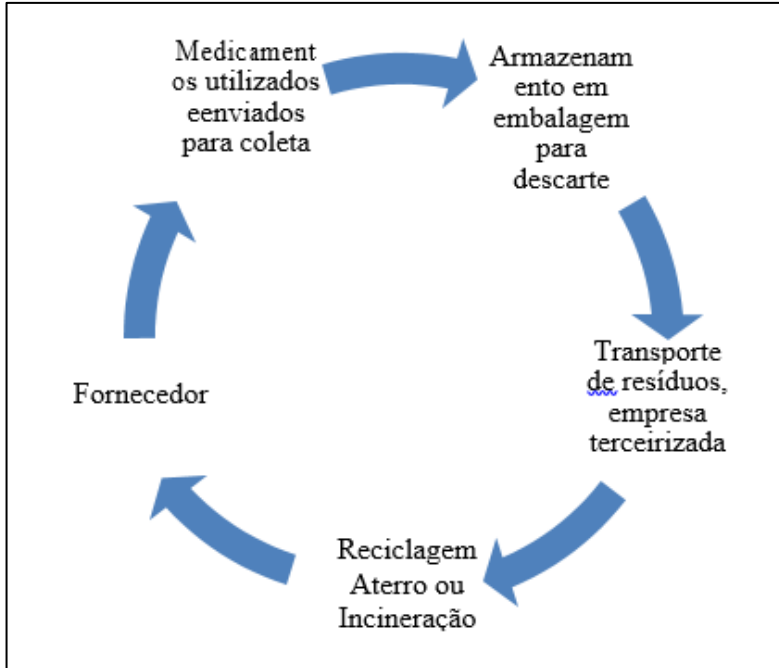 Medicament
os utilizados
eenviados
para coleta
Armazenam
ento em
embalagem
para
descarte
Transporte
de resíduos,
empresa
terceirizada
Reciclagem
Aterro ou
Incineração
Fornecedor